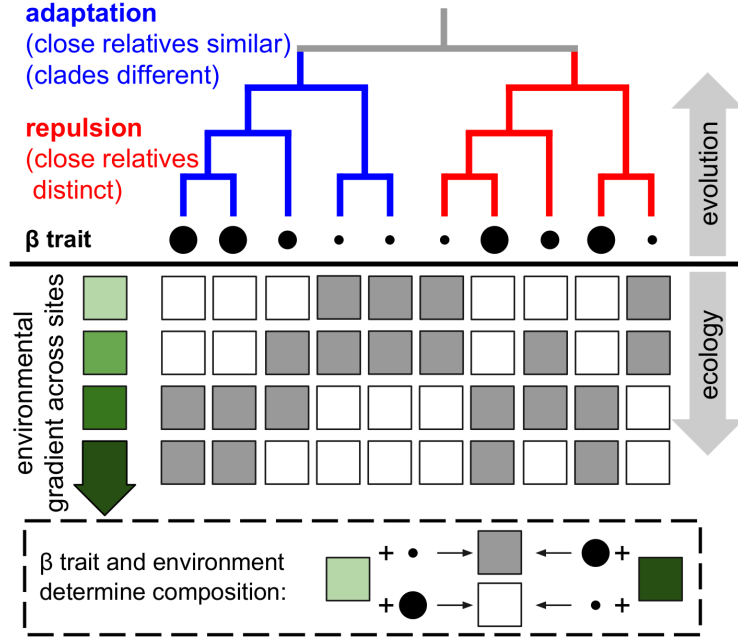 adaptation
(close relatives similar)
(clades different)
repulsion
(close relatives
distinct)
β trait
evolution
environmental
gradient across sites
ecology
β trait and environment
determine composition:
+
+
+
+